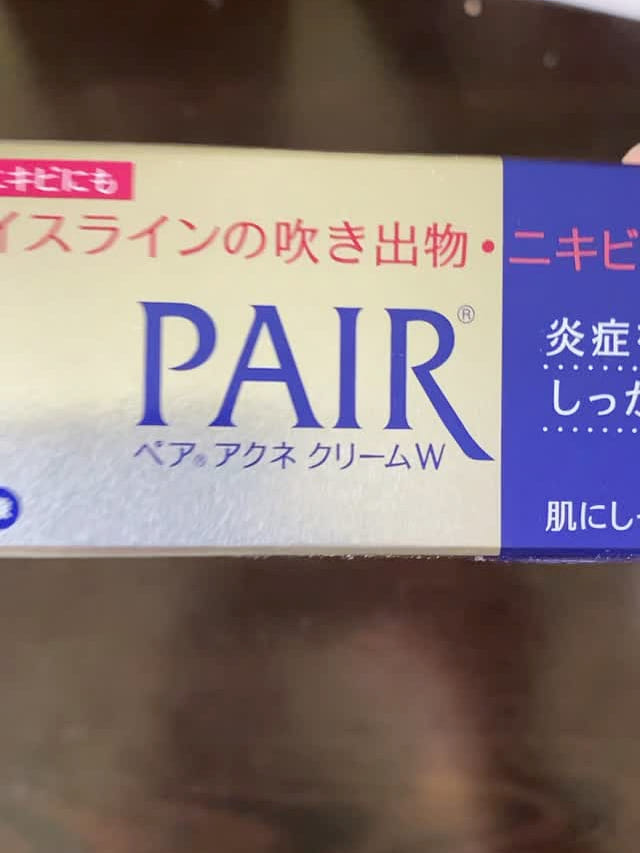 ニキビにも
イスラインの吹き出物・ニキビ
PAIR®
ペア®アクネクリームW
炎症
しっか
肌にし